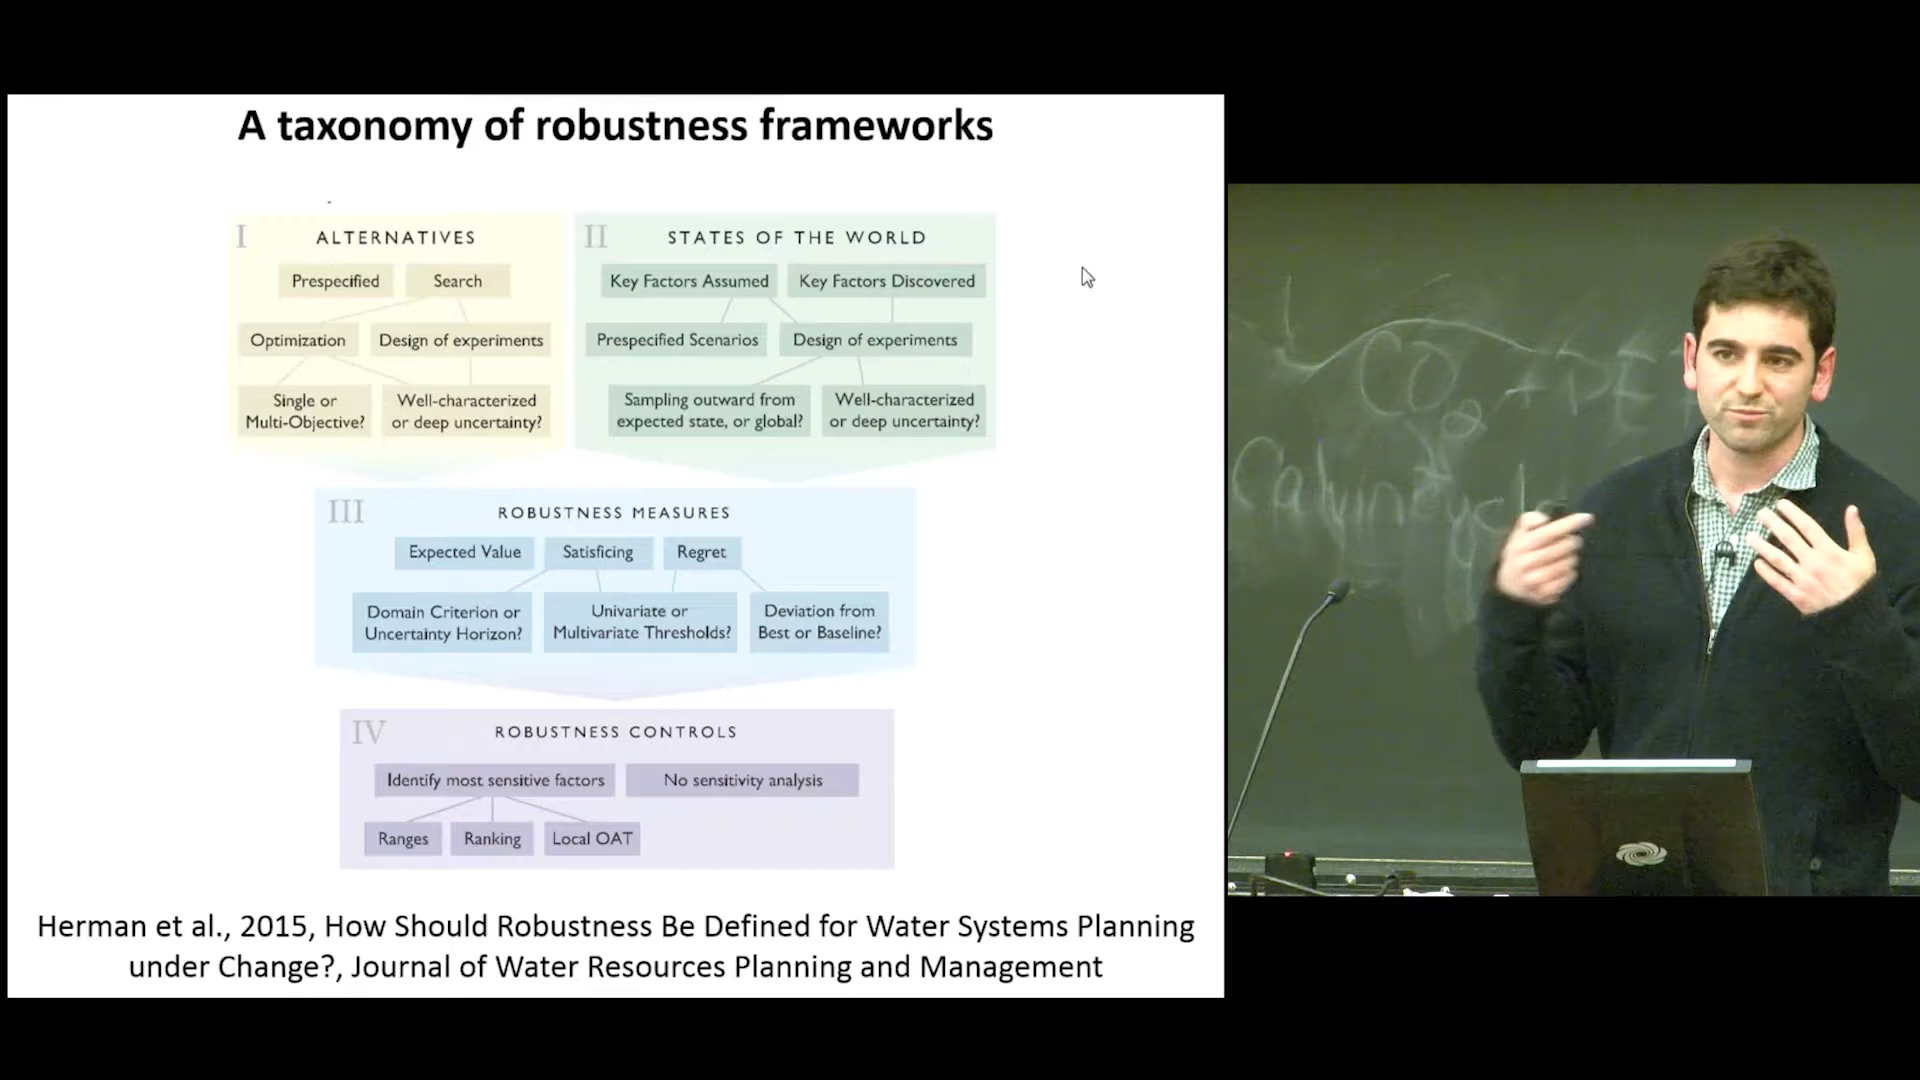 A taxonomy of robustness frameworks
I
ALTERNATIVES
Prespecified
Search
Optimization
Design of experiments
Single or
Multi-Objective?
Well-characterized
or deep uncertainty?
II
STATES OF THE WORLD
Key Factors Assumed
Key Factors Discovered
Prespecified Scenarios
Design of experiments
Sampling outward from
expected state, or global?
Well-characterized
or deep uncertainty?
III
ROBUSTNESS MEASURES
Expected Value
Satisficing
Regret
Domain Criterion or
Uncertainty Horizon?
Univariate or
Multivariate Thresholds?
Deviation from
Best or Baseline?
IV
ROBUSTNESS CONTROLS
Identify most sensitive factors
No sensitivity analysis
Ranges
Ranking
Local OAT
Herman et al., 2015, How Should Robustness Be Defined for Water Systems Planning
under Change?, Journal of Water Resources Planning and Management
CO2
Calvin cycle